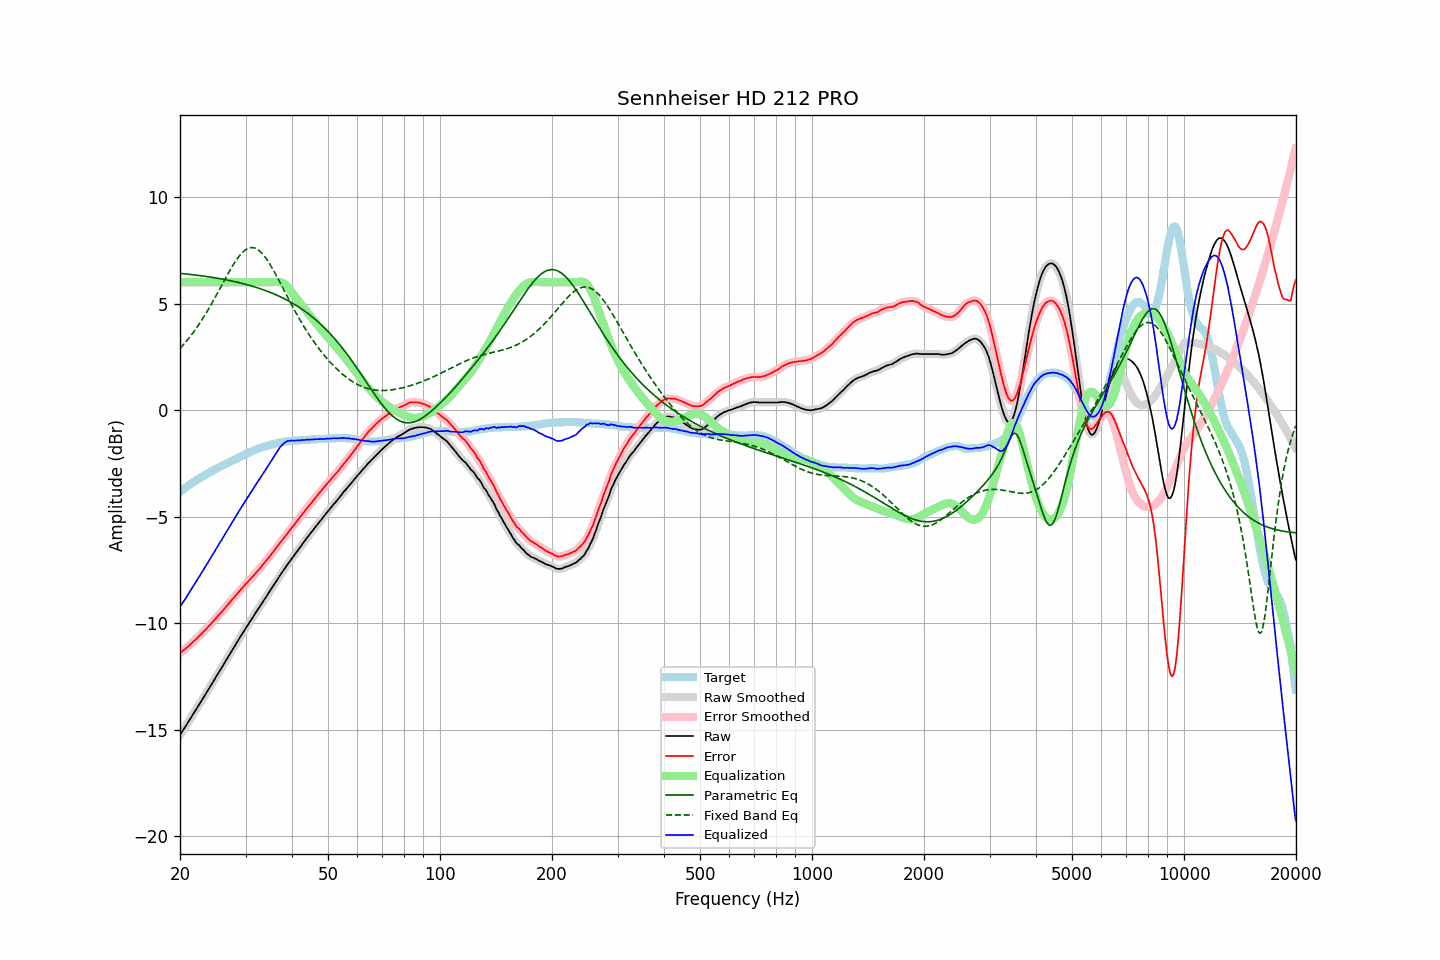 Sennheiser HD 212 PRO
Amplitude (dBr)
10
5
0
−5
−10
−15
−20
Target
Raw Smoothed
Error Smoothed
Raw
Error
Equalization
Parametric Eq
Fixed Band Eq
Equalized
20
50
100
200
500
1000
2000
5000
10000
20000
Frequency (Hz)